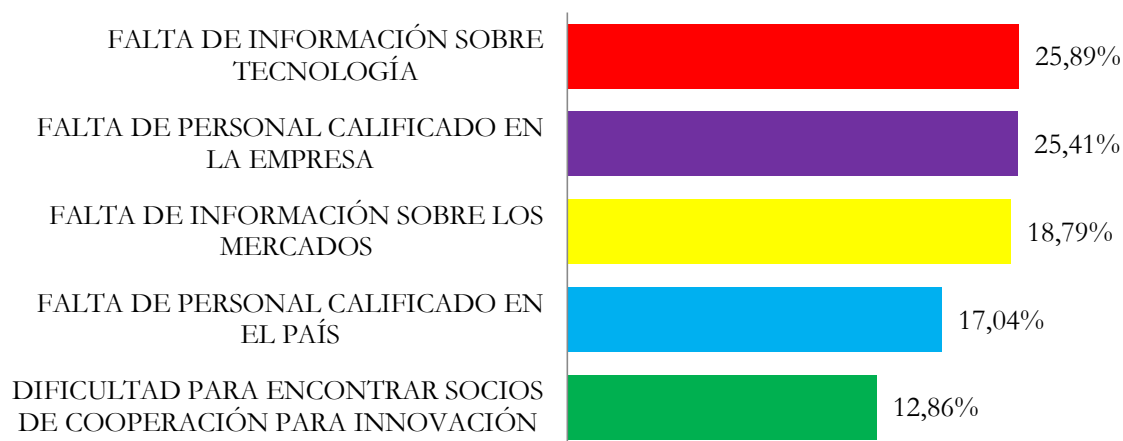 FALTA DE INFORMACIÓN SOBRE
TECNOLOGÍA
25,89%
FALTA DE PERSONAL CALIFICADO EN
LA EMPRESA
25,41%
FALTA DE INFORMACIÓN SOBRE LOS
MERCADOS
18,79%
FALTA DE PERSONAL CALIFICADO EN
EL PAÍS
17,04%
DIFICULTAD PARA ENCONTRAR SOCIOS
DE COOPERACIÓN PARA INNOVACIÓN
12,86%